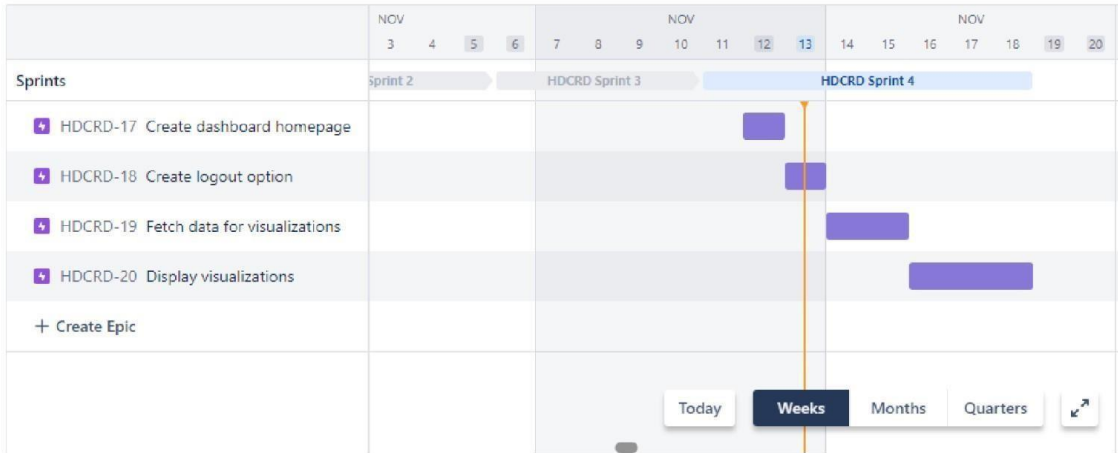 NOV NOV NOV
3 4 5 6 7 8 9 10 11 12 13 14 15 16 17 18 19 20
Sprints Sprint 2 HDCRD Sprint 3 HDCRD Sprint 4
HDCRD-17 Create dashboard homepage
HDCRD-18 Create logout option
HDCRD-19 Fetch data for visualizations
HDCRD-20 Display visualizations
+ Create Epic
Today Weeks Months Quarters